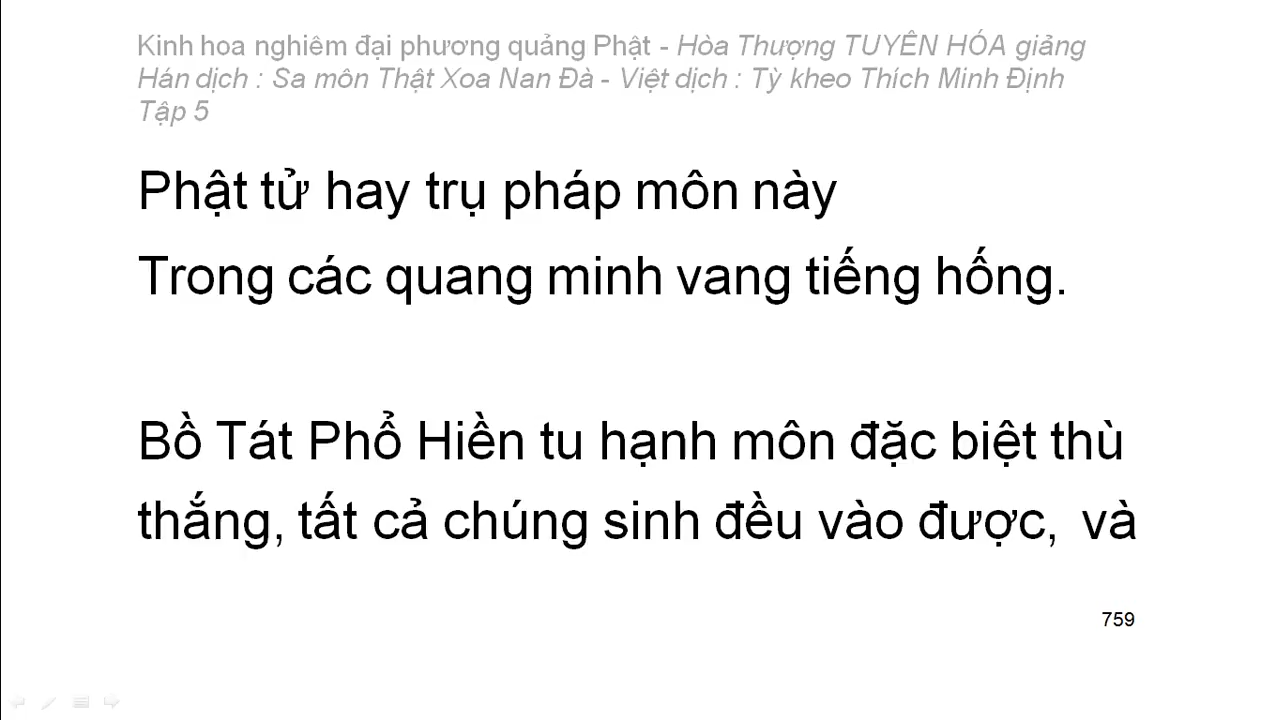 Kinh hoa nghiêm đại phương quảng Phật - Hòa Thượng TUYÊN HÓA giảng
Hán dịch : Sa môn Thật Xoa Nan Đà - Việt dịch : Tỳ kheo Thích Minh Định
Tập 5
Phật tử hay trụ pháp môn này
Trong các quang minh vang tiếng hống.
Bồ Tát Phổ Hiền tu hạnh môn đặc biệt thù
thắng, tất cả chúng sinh đều vào được, và
759